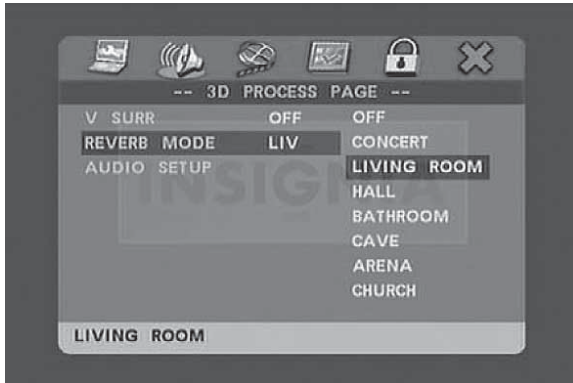 -- 3D PROCESS PAGE --
V SURR OFF OFF
REVERB MODE LIV CONCERT
AUDIO SETUP LIVING ROOM
INSIGNIA
HALL
BATHROOM
CAVE
ARENA
CHURCH
LIVING ROOM